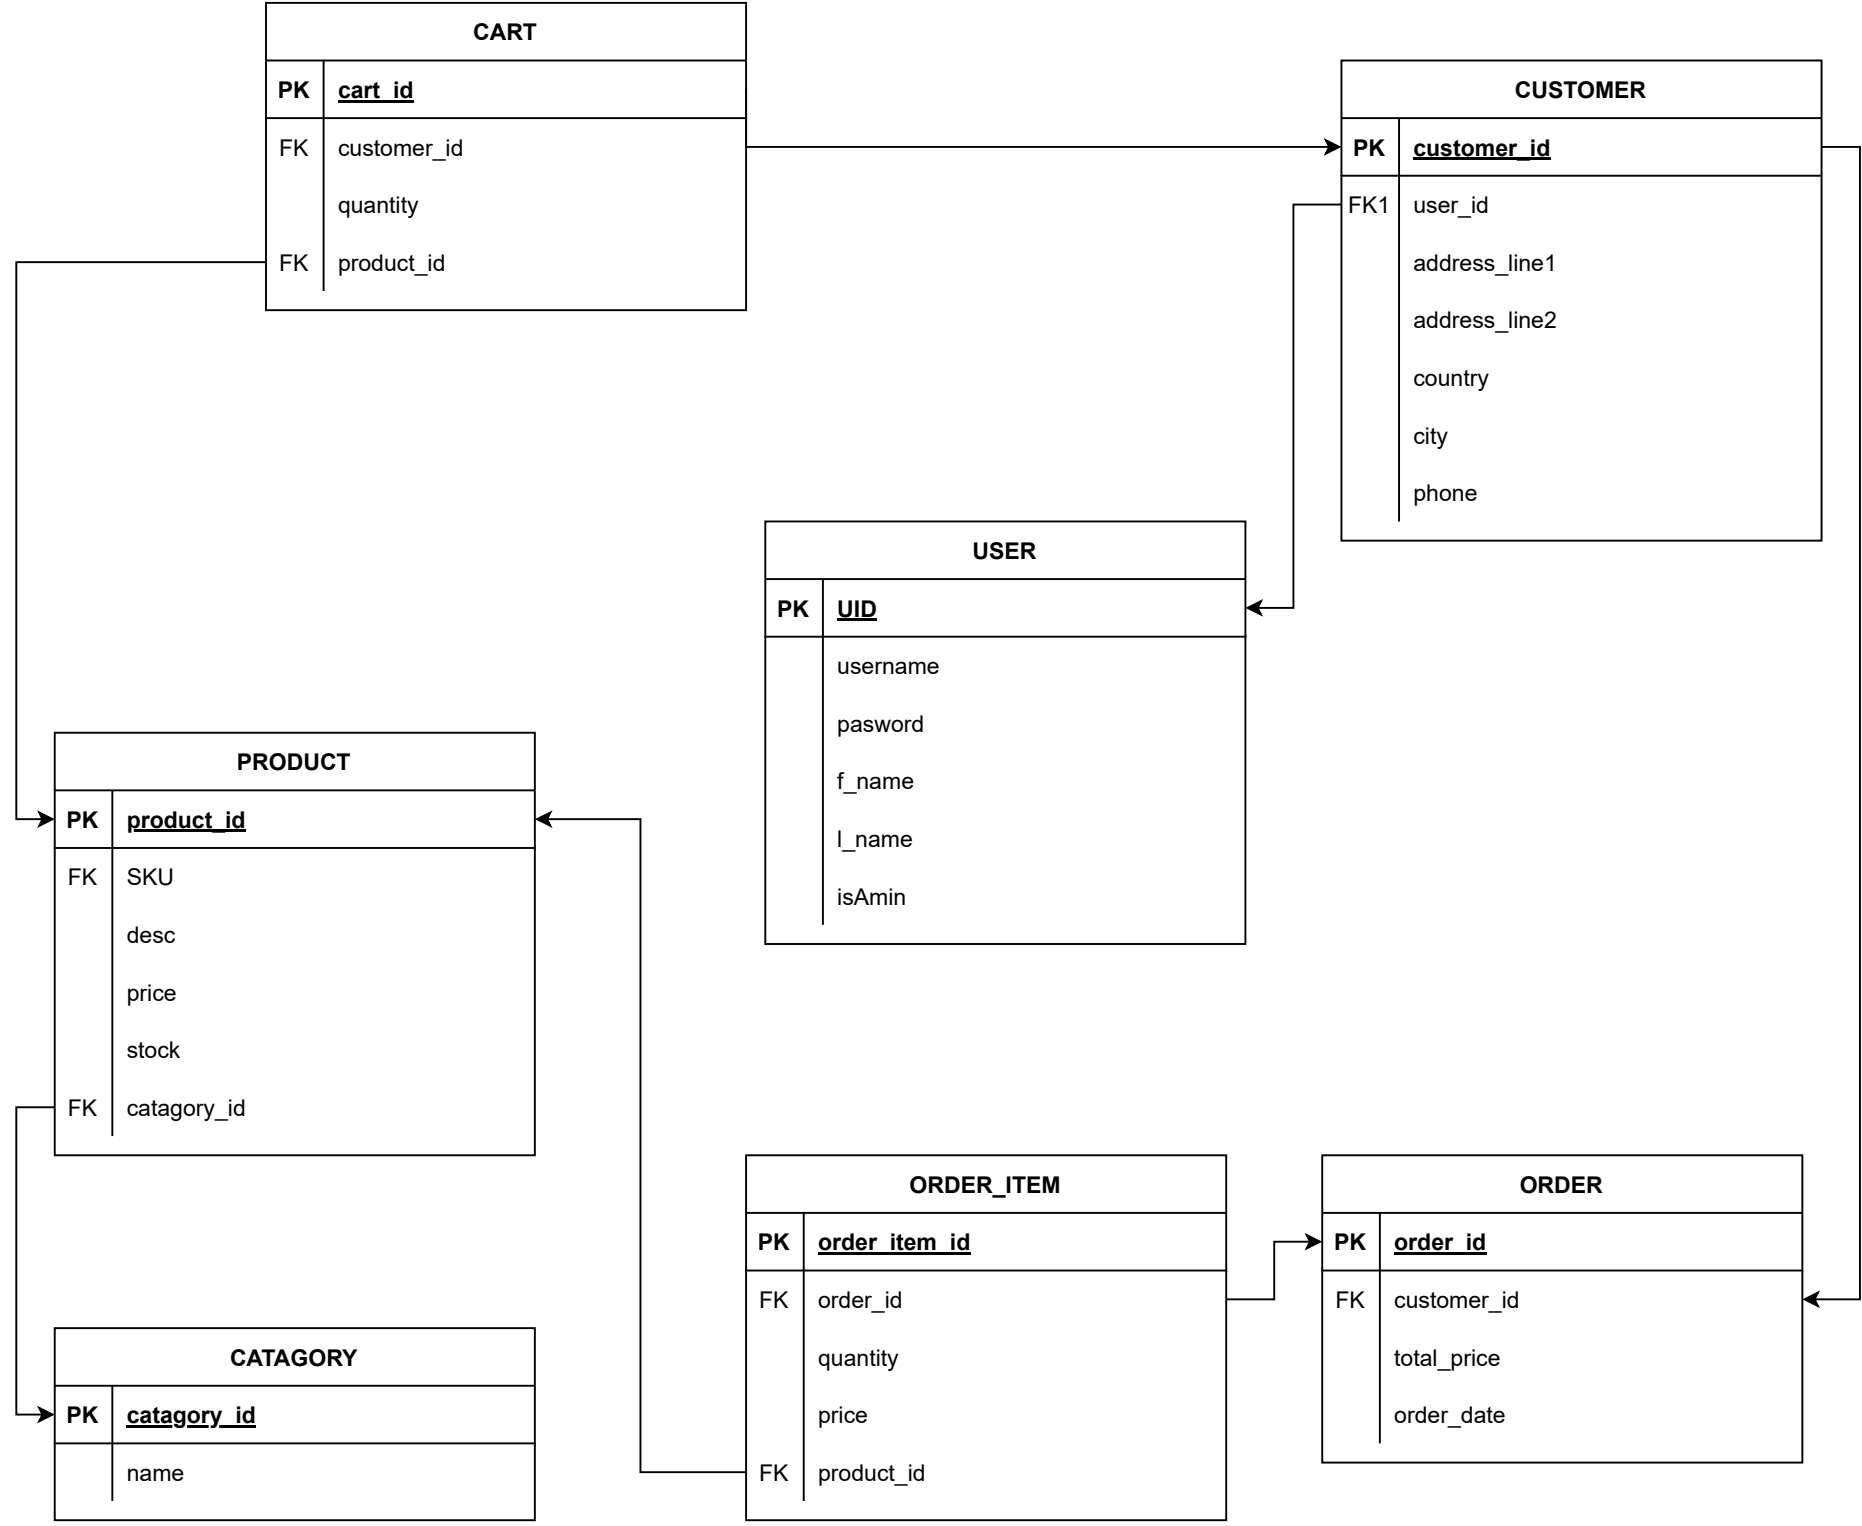 CART
PK cart_id
FK customer_id
quantity
FK product_id
CUSTOMER
PK customer_id
FK1 user_id
address_line1
address_line2
country
city
phone
USER
PK UID
username
pasword
f_name
l_name
isAmin
PRODUCT
PK product_id
FK SKU
desc
price
stock
FK catagory_id
ORDER_ITEM
PK order_item_id
FK order_id
quantity
price
FK product_id
ORDER
PK order_id
FK customer_id
total_price
order_date
CATAGORY
PK catagory_id
name